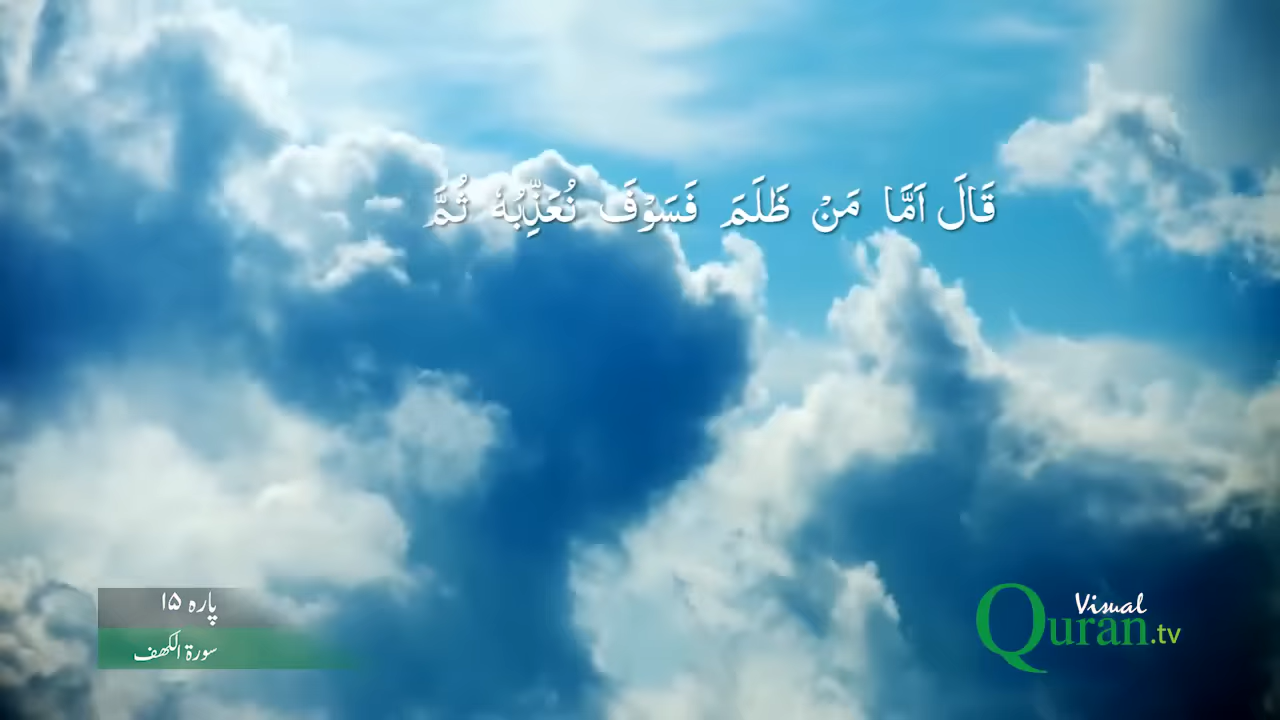 قَالَ اَمَّا مَنْ ظَلَمَ فَسَوْفَ نُعَذِّبُهٗ ثُمَّ
پارہ ۱۵
سورۃ الکھف
Visual
Quran.tv